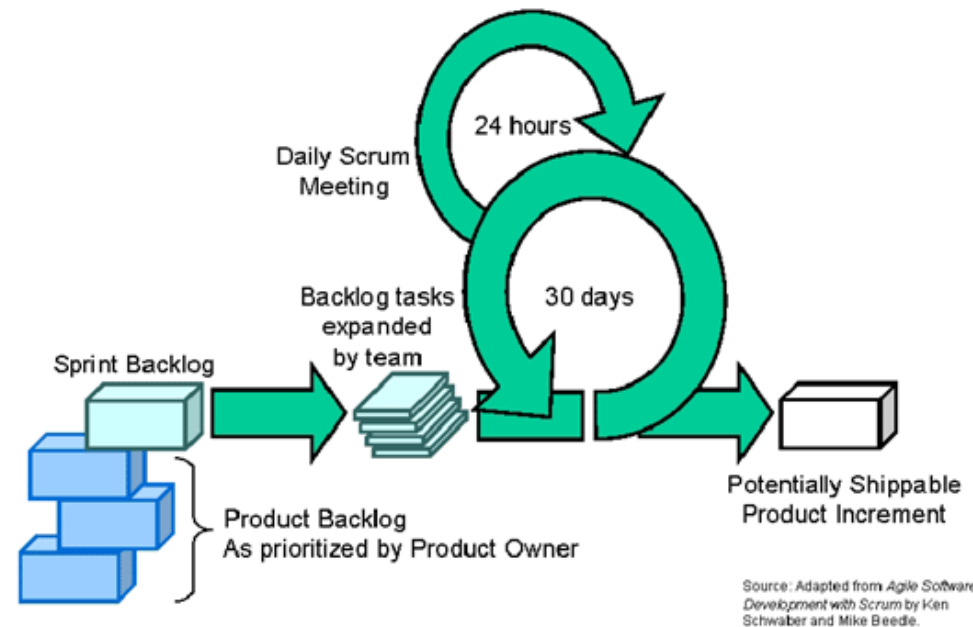 24 hours
Daily Scrum
Meeting
Backlog tasks
expanded
by team
30 days
Sprint Backlog
Potentially Shippable
Product Increment
Product Backlog
As prioritized by Product Owner
Source: Adapted from Agile Software
Development with Scrum by Ken
Schwaber and Mike Beedle.